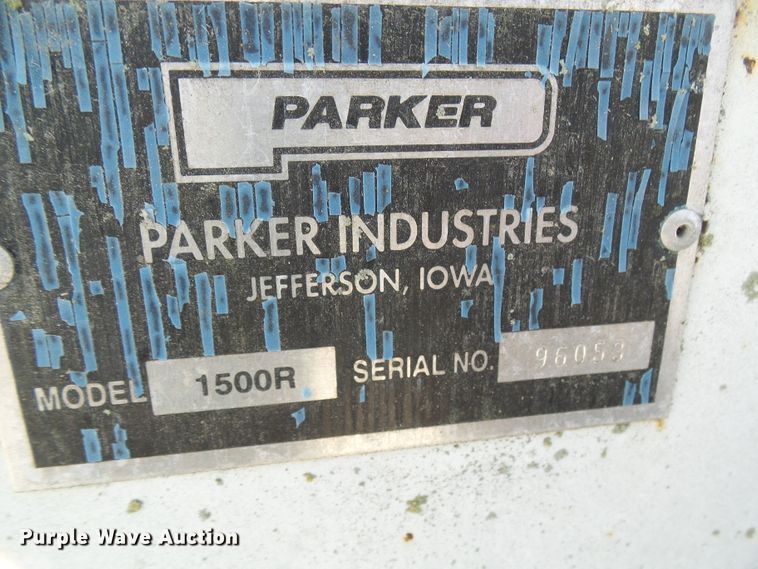 PARKER
PARKER INDUSTRIES
JEFFERSON, IOWA
MODEL 1500R SERIAL NO. 96053
Purple Wave Auction